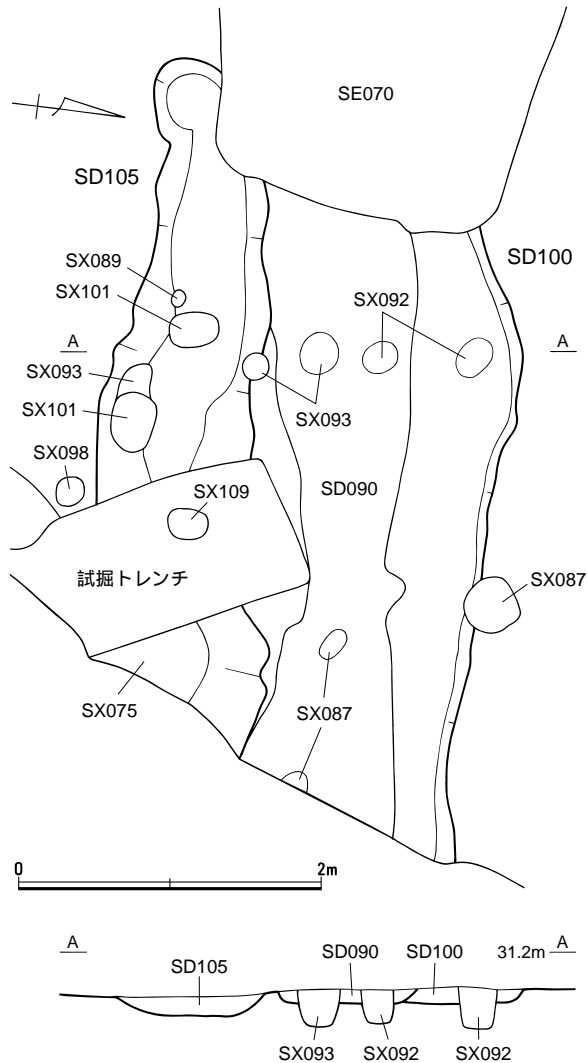 SE070
SD105
SD100
SX089
SX101
SX092
A
A
SX093
SX101
SX093
SX098
SX109
SD090
試掘トレンチ
SX087
SX075
SX087
0
2m
A
A
SD090
SD100
31.2m
SD105
SX093
SX092
SX092